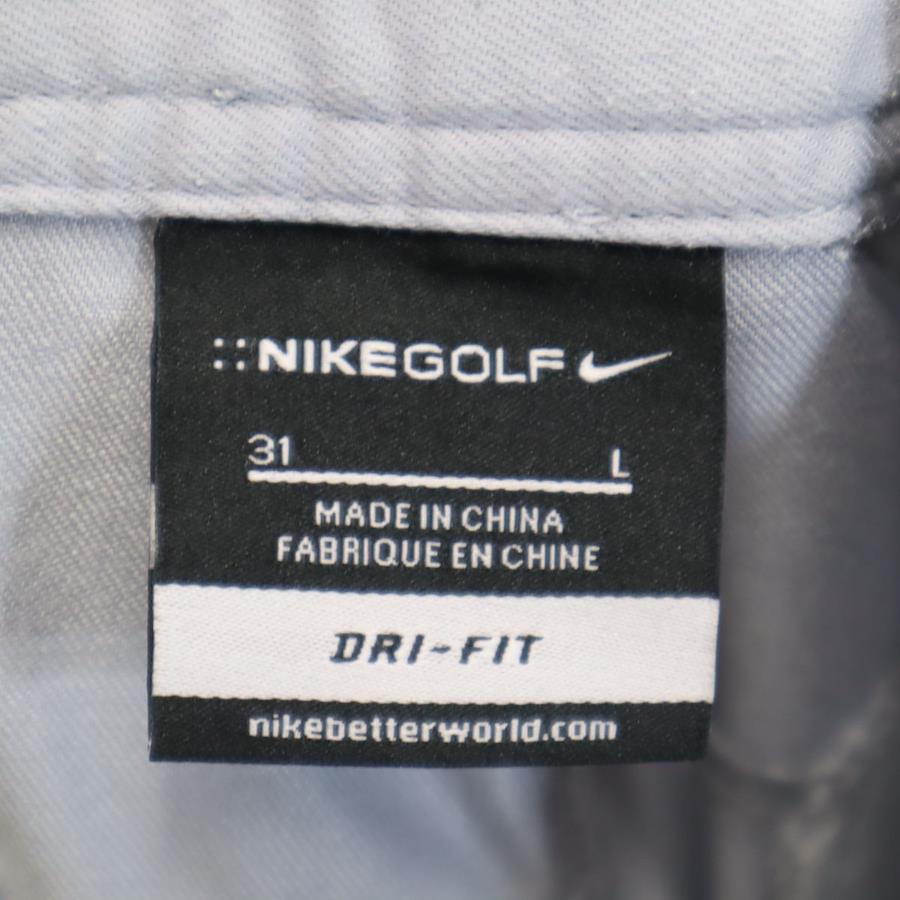 NIKEGOLF
31 L
MADE IN CHINA
FABRIQUE EN CHINE
DRI-FIT
nikebetterworld.com